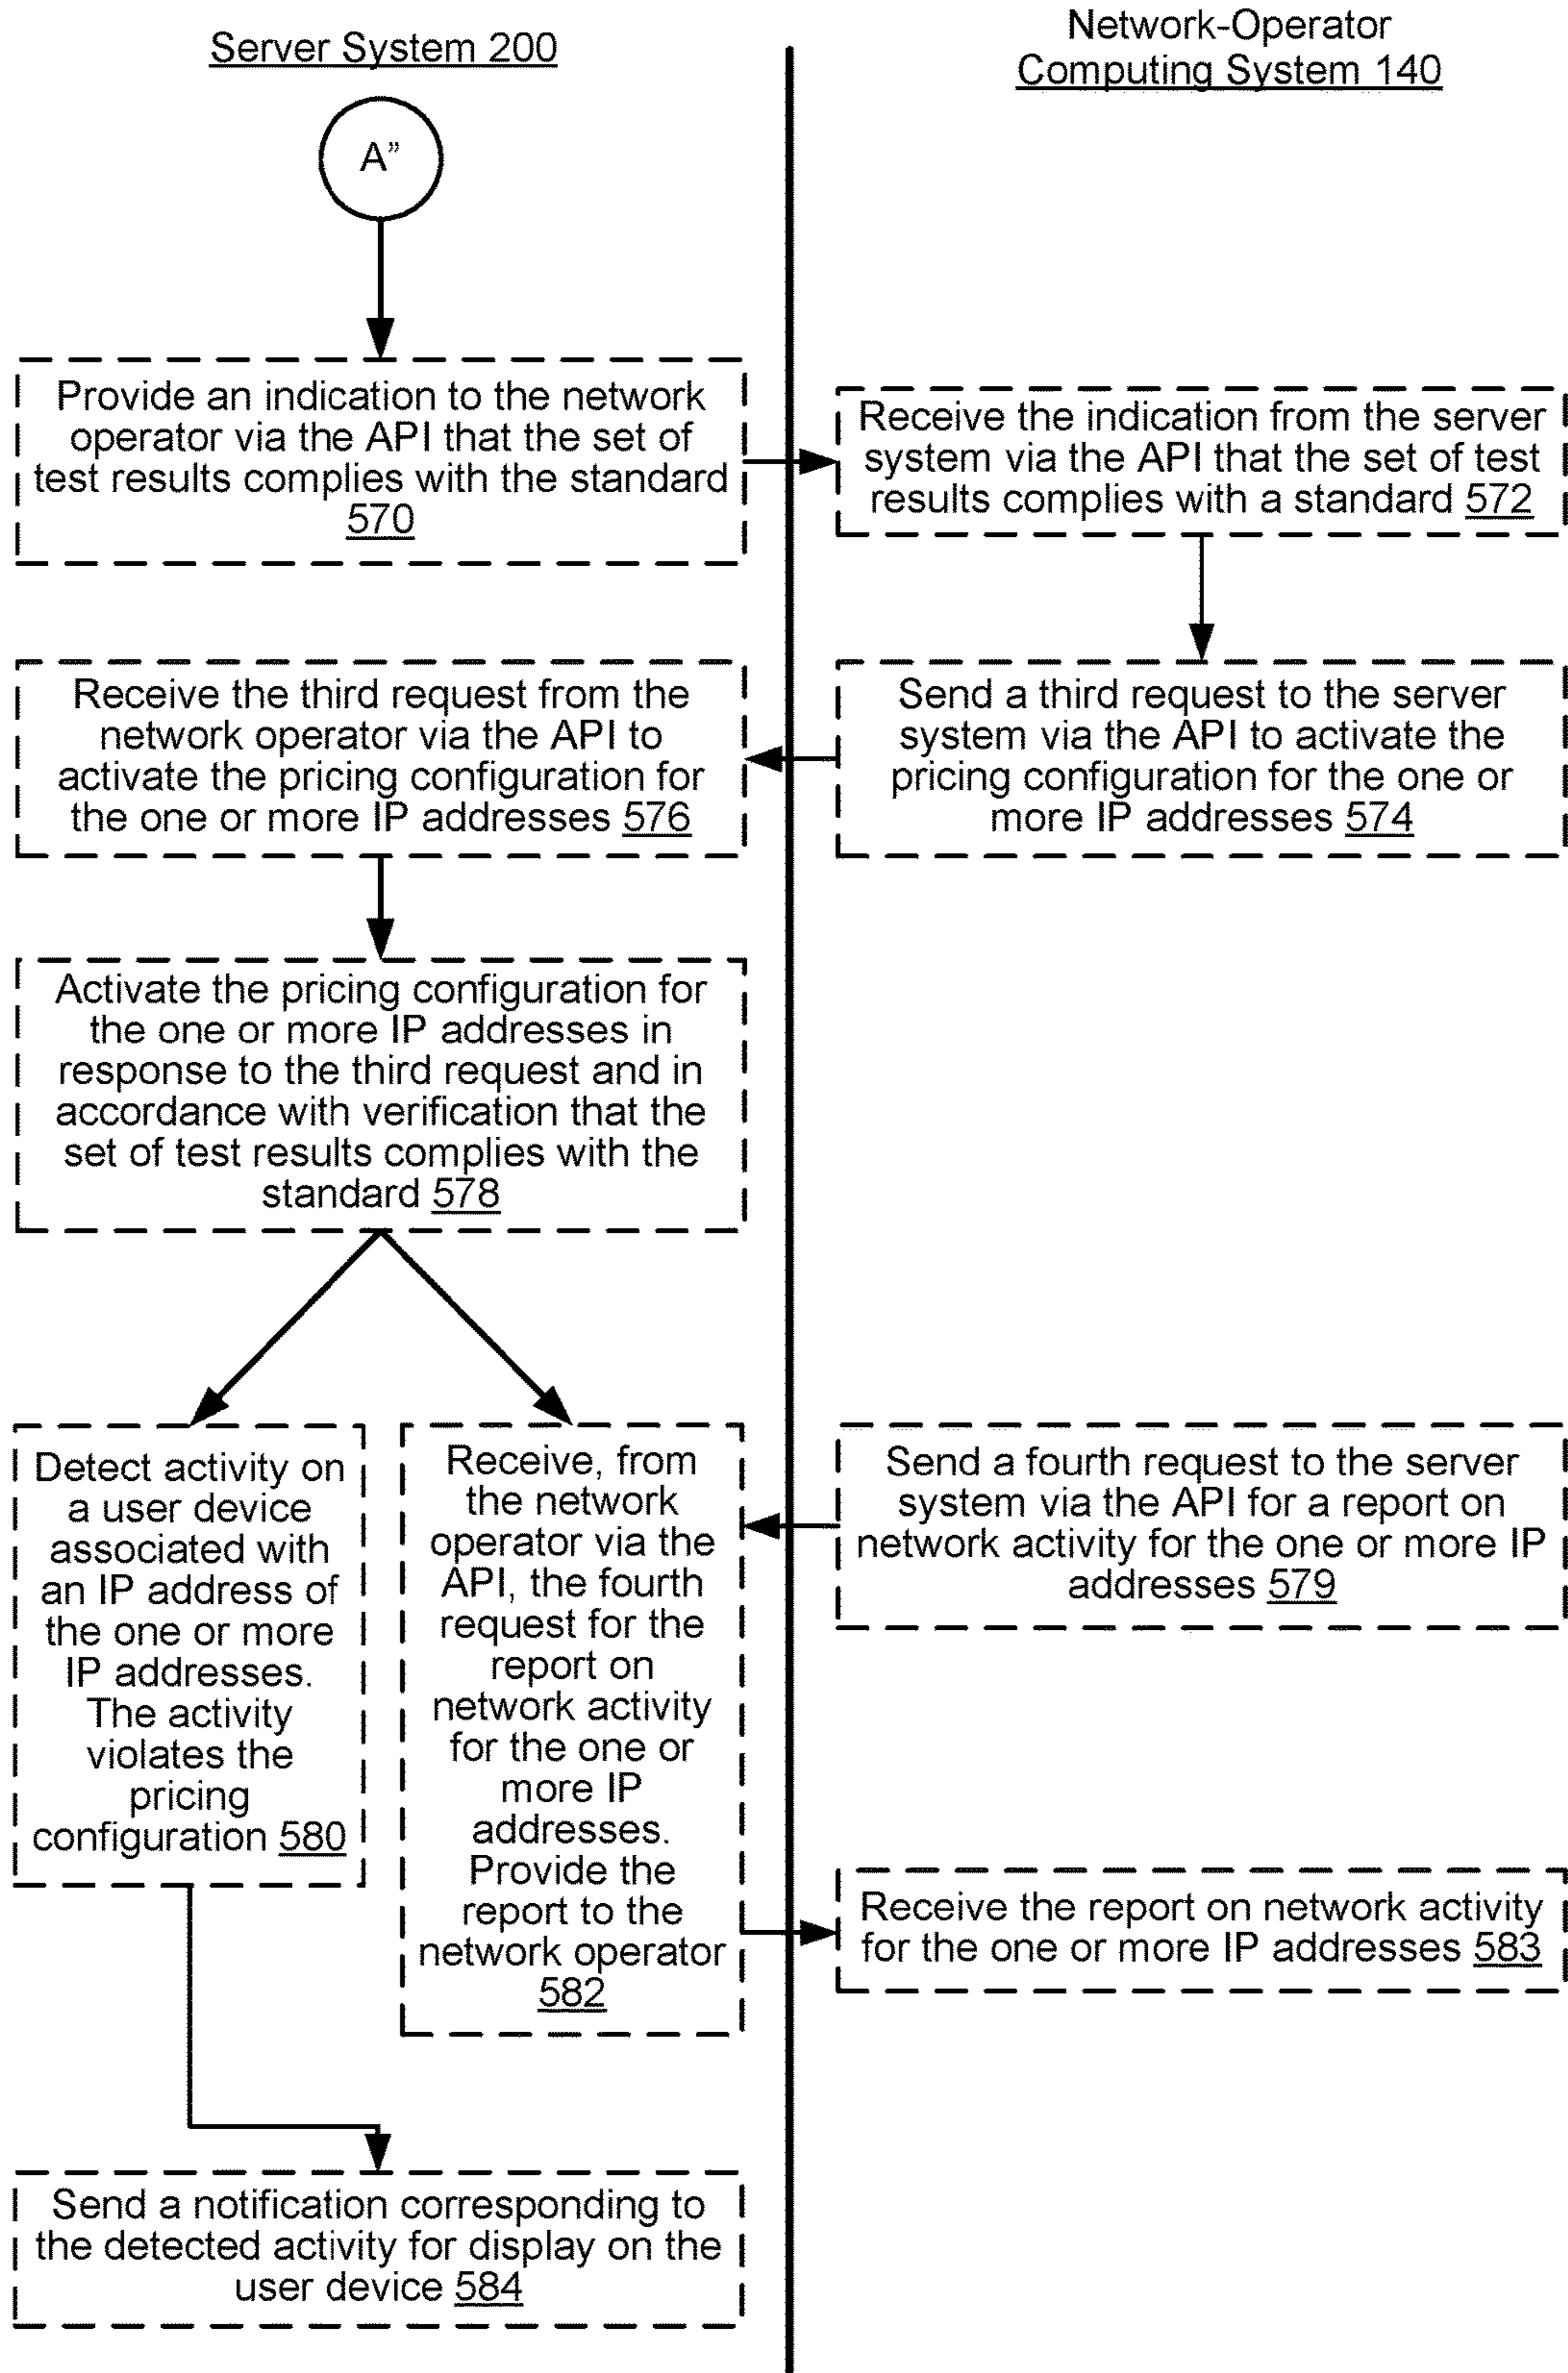 Server System 200
Network-Operator
Computing System 140
A”
Provide an indication to the network
operator via the API that the set of
test results complies with the standard
570
Receive the indication from the server
system via the API that the set of test
results complies with a standard 572
Receive the third request from the
network operator via the API to
activate the pricing configuration for
the one or more IP addresses 576
Send a third request to the server
system via the API to activate the
pricing configuration for the one or
more IP addresses 574
Activate the pricing configuration for
the one or more IP addresses in
response to the third request and in
accordance with verification that the
set of test results complies with the
standard 578
Detect activity on
a user device
associated with
an IP address of
the one or more
IP addresses.
The activity
violates the
pricing
configuration 580
Receive, from
the network
operator via the
API, the fourth
request for the
report on
network activity
for the one or
more IP
addresses.
Provide the
report to the
network operator
582
Send a fourth request to the server
system via the API for a report on
network activity for the one or more IP
addresses 579
Receive the report on network activity
for the one or more IP addresses 583
Send a notification corresponding to
the detected activity for display on the
user device 584